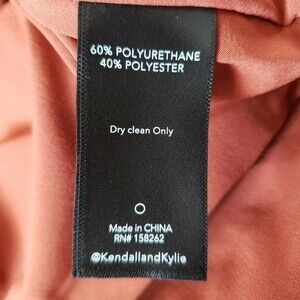 60% POLYURETHANE
40% POLYESTER
Dry clean Only
Made in CHINA
RN# 158262
@KendallandKylie